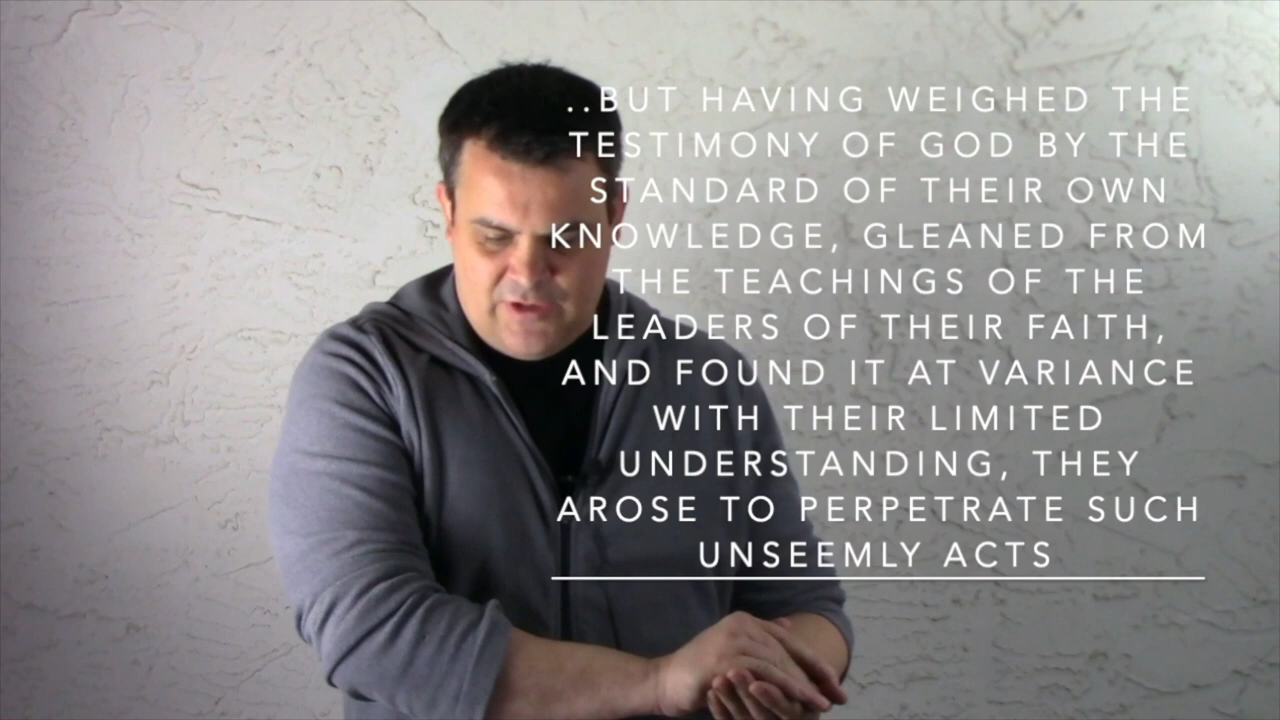 ..BUT HAVING WEIGHED THE
TESTIMONY OF GOD BY THE
STANDARD OF THEIR OWN
KNOWLEDGE, GLEANED FROM
THE TEACHINGS OF THE
LEADERS OF THEIR FAITH,
AND FOUND IT AT VARIANCE
WITH THEIR LIMITED
UNDERSTANDING, THEY
AROSE TO PERPETRATE SUCH
UNSEEMLY ACTS